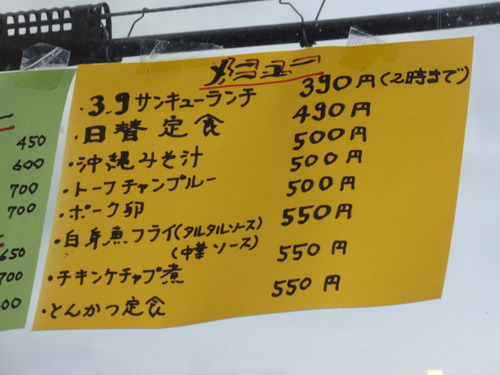 メニュー
・3.9サンキューランチ 390円(2時まで)
・日替定食 490円
・沖縄みそ汁 500円
・トーフチャンプルー 500円
・ポーク卵 500円
・白身魚フライ(タルタルソース) 550円
(中華ソース)
・チキンケチャップ煮 550円
・とんかつ定食 550円
450
600
700
700
650
700